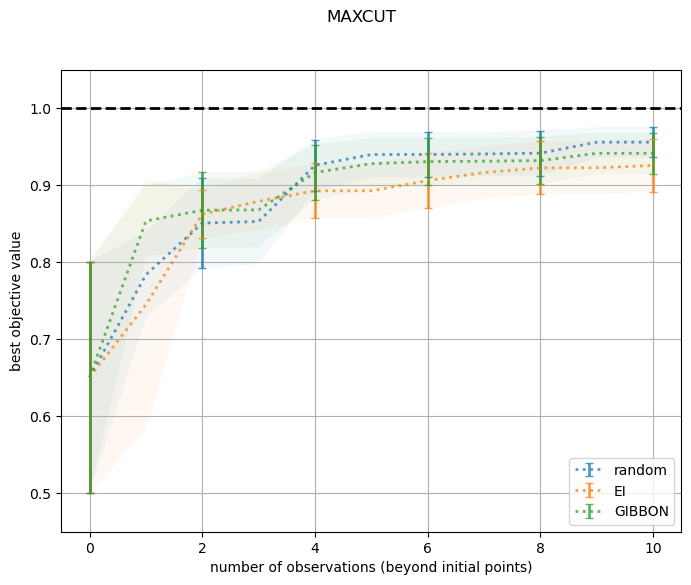 MAXCUT
1.0
0.9
0.8
0.7
0.6
0.5
best objective value
0
2
4
6
8
10
number of observations (beyond initial points)
random
EI
GIBBON